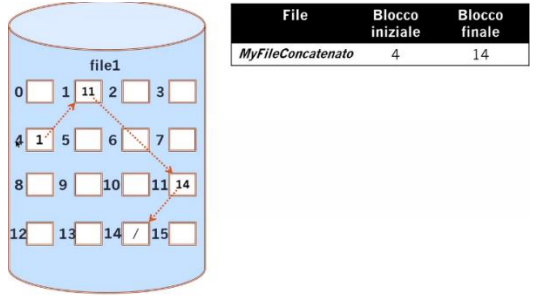 file1
0 1 11 2 3
4 1 5 6 7
8 9 10 11 14
12 13 14 / 15
File Blocco iniziale Blocco finale
MyFileConcatenato 4 14